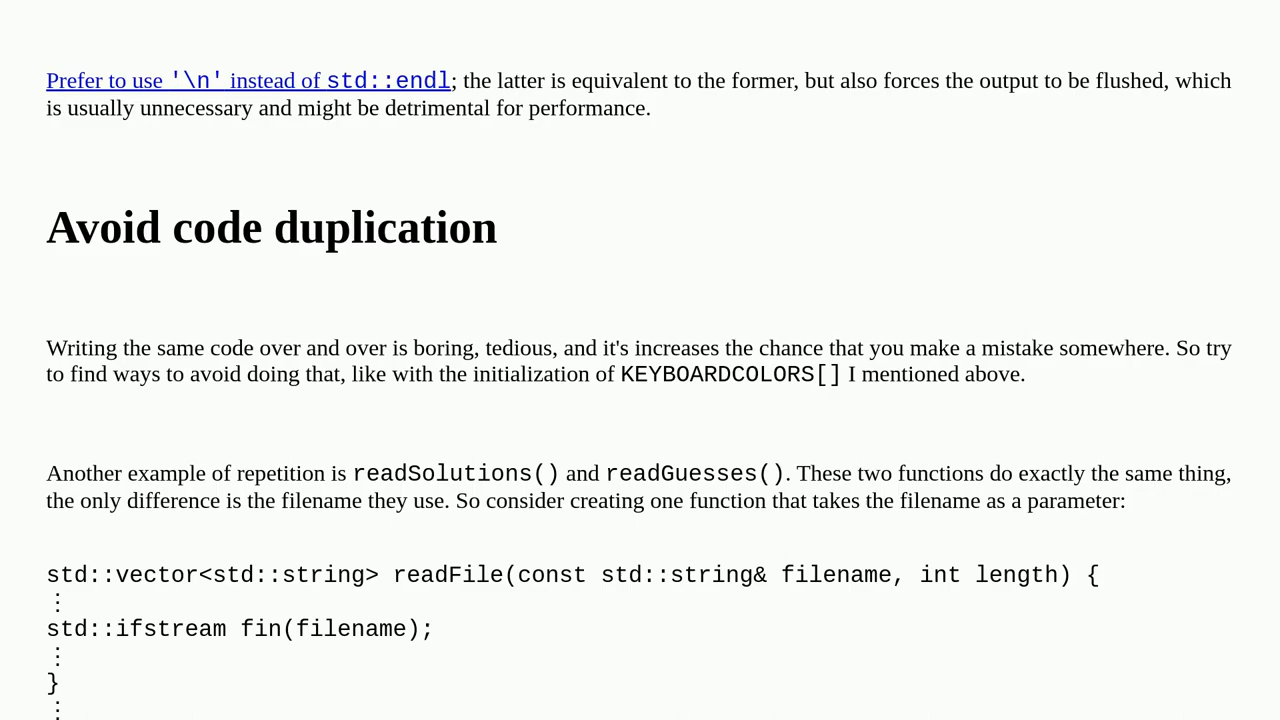 Prefer to use '\n' instead of std::endl; the latter is equivalent to the former, but also forces the output to be flushed, which
is usually unnecessary and might be detrimental for performance.
Avoid code duplication
Writing the same code over and over is boring, tedious, and it's increases the chance that you make a mistake somewhere. So try
to find ways to avoid doing that, like with the initialization of KEYBOARDCOLORS[] I mentioned above.
Another example of repetition is readSolutions() and readGuesses(). These two functions do exactly the same thing,
the only difference is the filename they use. So consider creating one function that takes the filename as a parameter:
std::vector<std::string> readFile(const std::string& filename, int length) {
⋮
std::ifstream fin(filename);
⋮
}
⋮